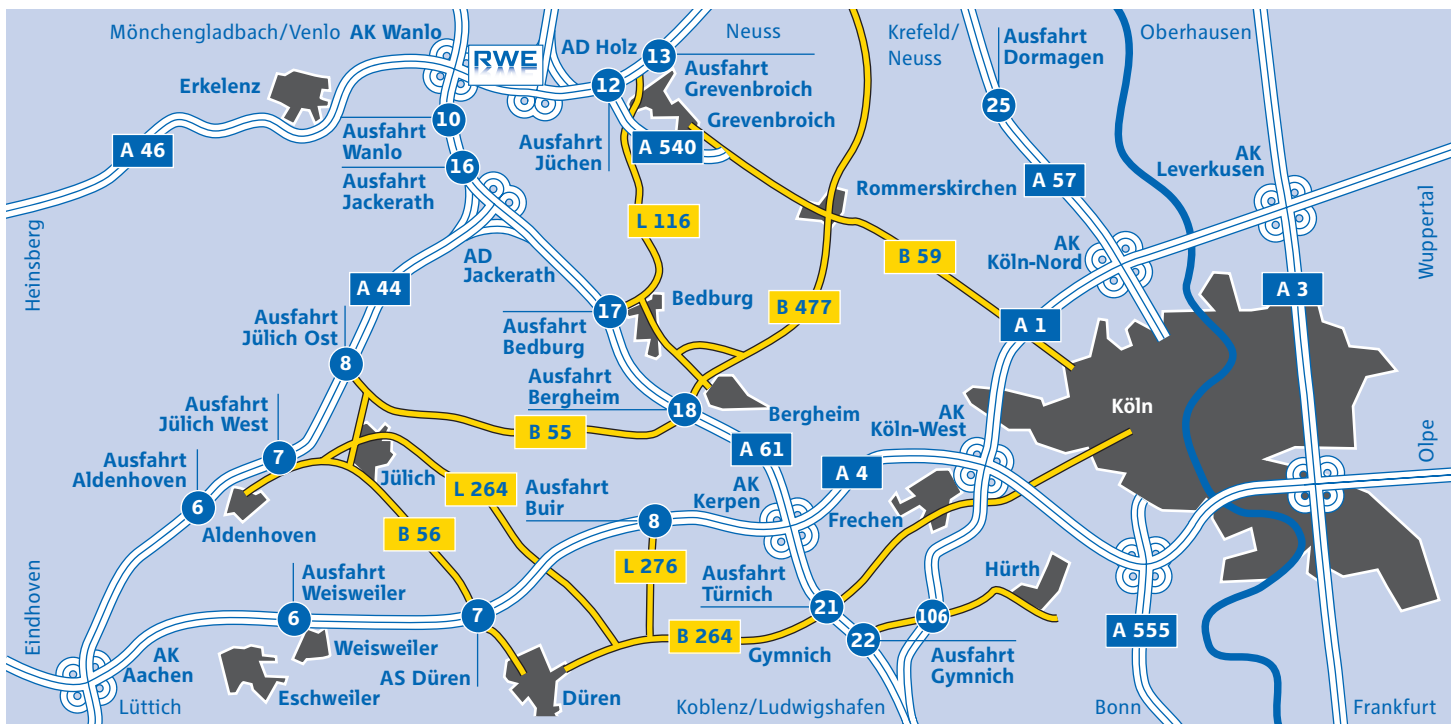 Mönchengladbach/Venlo
AK Wanlo
RWE
AD Holz
13
Neuss
Krefeld/
Neuss
Ausfahrt
Dormagen
Oberhausen
Erkelenz
12
Ausfahrt
Grevenbroich
Grevenbroich
25
10
Ausfahrt
Wanlo
A 46
Ausfahrt
Jüchen
A 540
16
Ausfahrt
Jackerath
Rommerskirchen
A 57
AK
Leverkusen
Heinsberg
L 116
Wuppertal
AD
Jackerath
B 59
AK
Köln-Nord
A 44
A 3
Ausfahrt
Jülich Ost
17
Bedburg
B 477
A 1
Ausfahrt
Bedburg
8
Ausfahrt
Bergheim
18
Bergheim
Köln
Ausfahrt
Jülich West
B 55
AK
Köln-West
A 61
A 4
Olpe
7
Ausfahrt
Aldenhoven
Jülich
L 264
Ausfahrt
Buir
AK
Kerpen
6
Aldenhoven
B 56
8
Frechen
L 276
Ausfahrt
Türnich
Hürth
Eindhoven
Ausfahrt
Weisweiler
6
7
21
106
A 555
B 264
22
Gymnich
Ausfahrt
Gymnich
AK
Aachen
Weisweiler
AS Düren
Eschweiler
Düren
Lüttich
Koblenz/Ludwigshafen
Bonn
Frankfurt